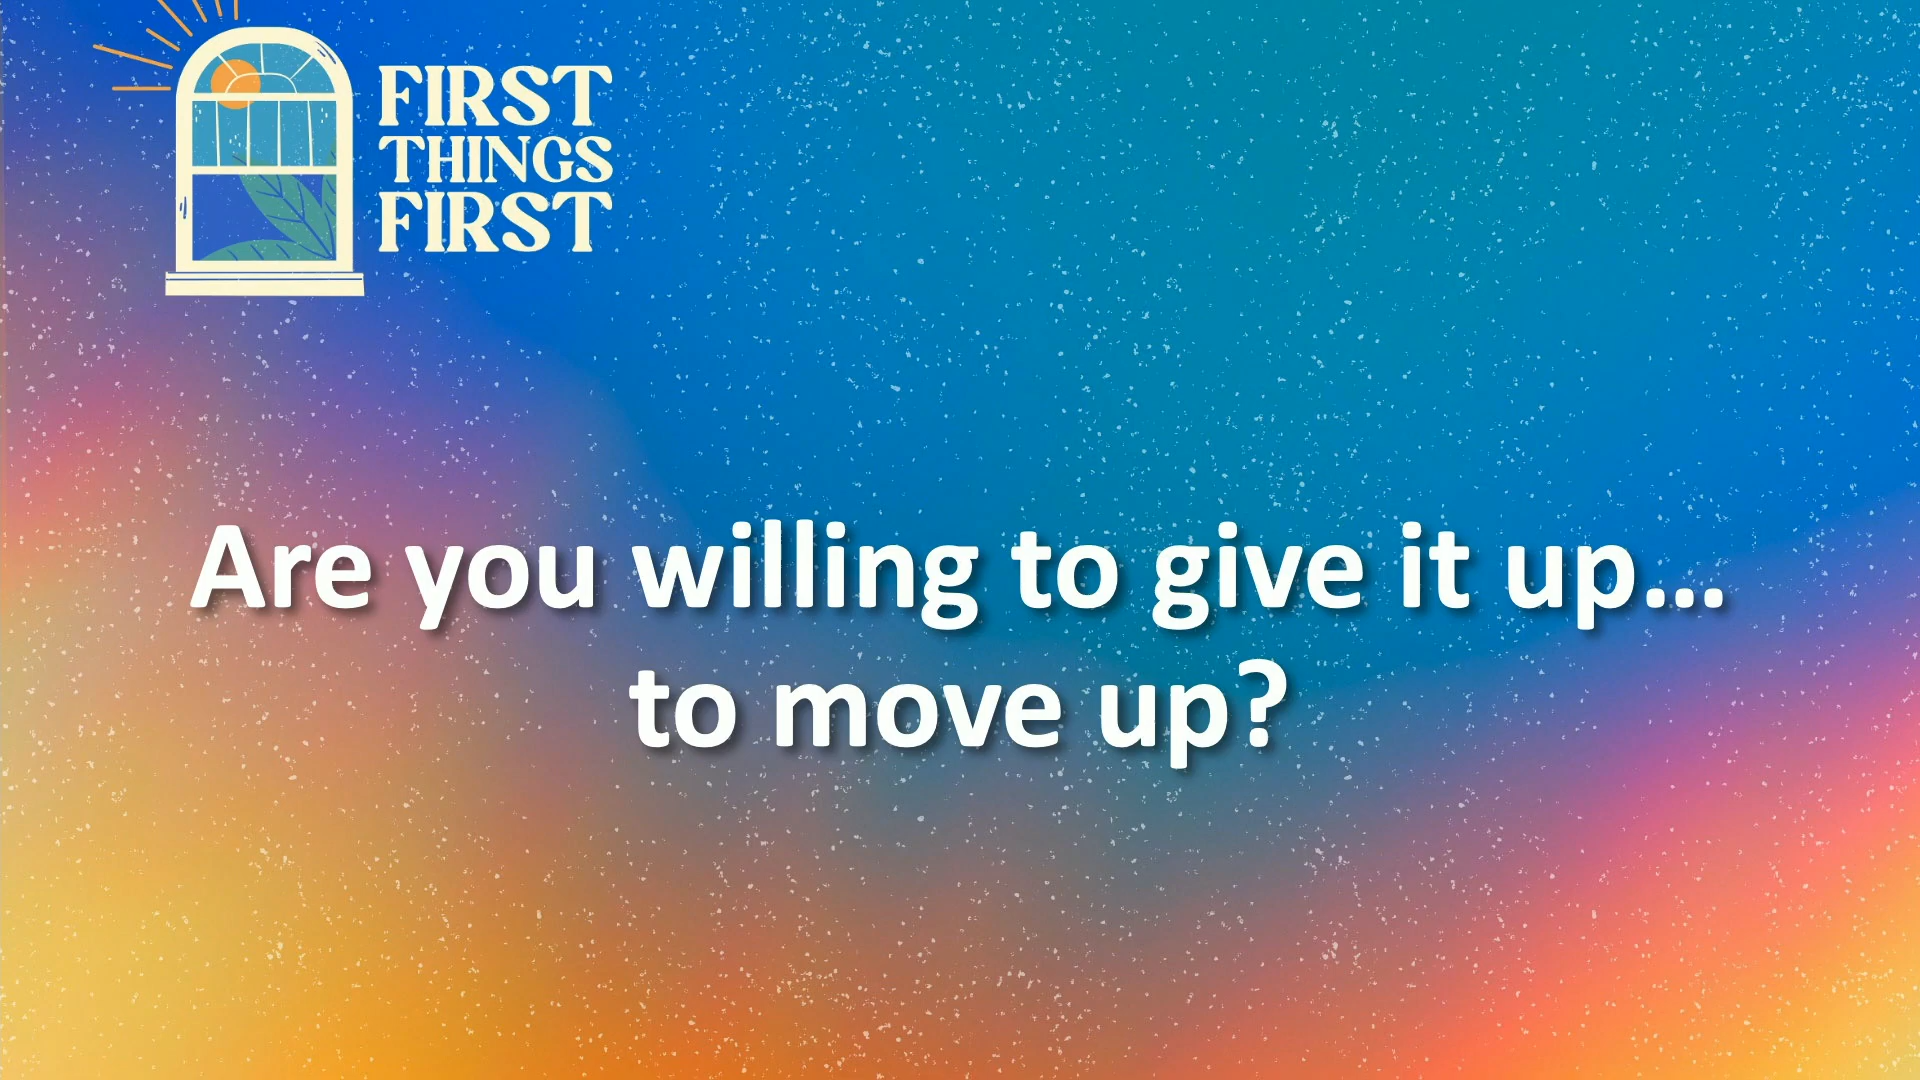 FIRST
THINGS
FIRST
Are you willing to give it up...
to move up?